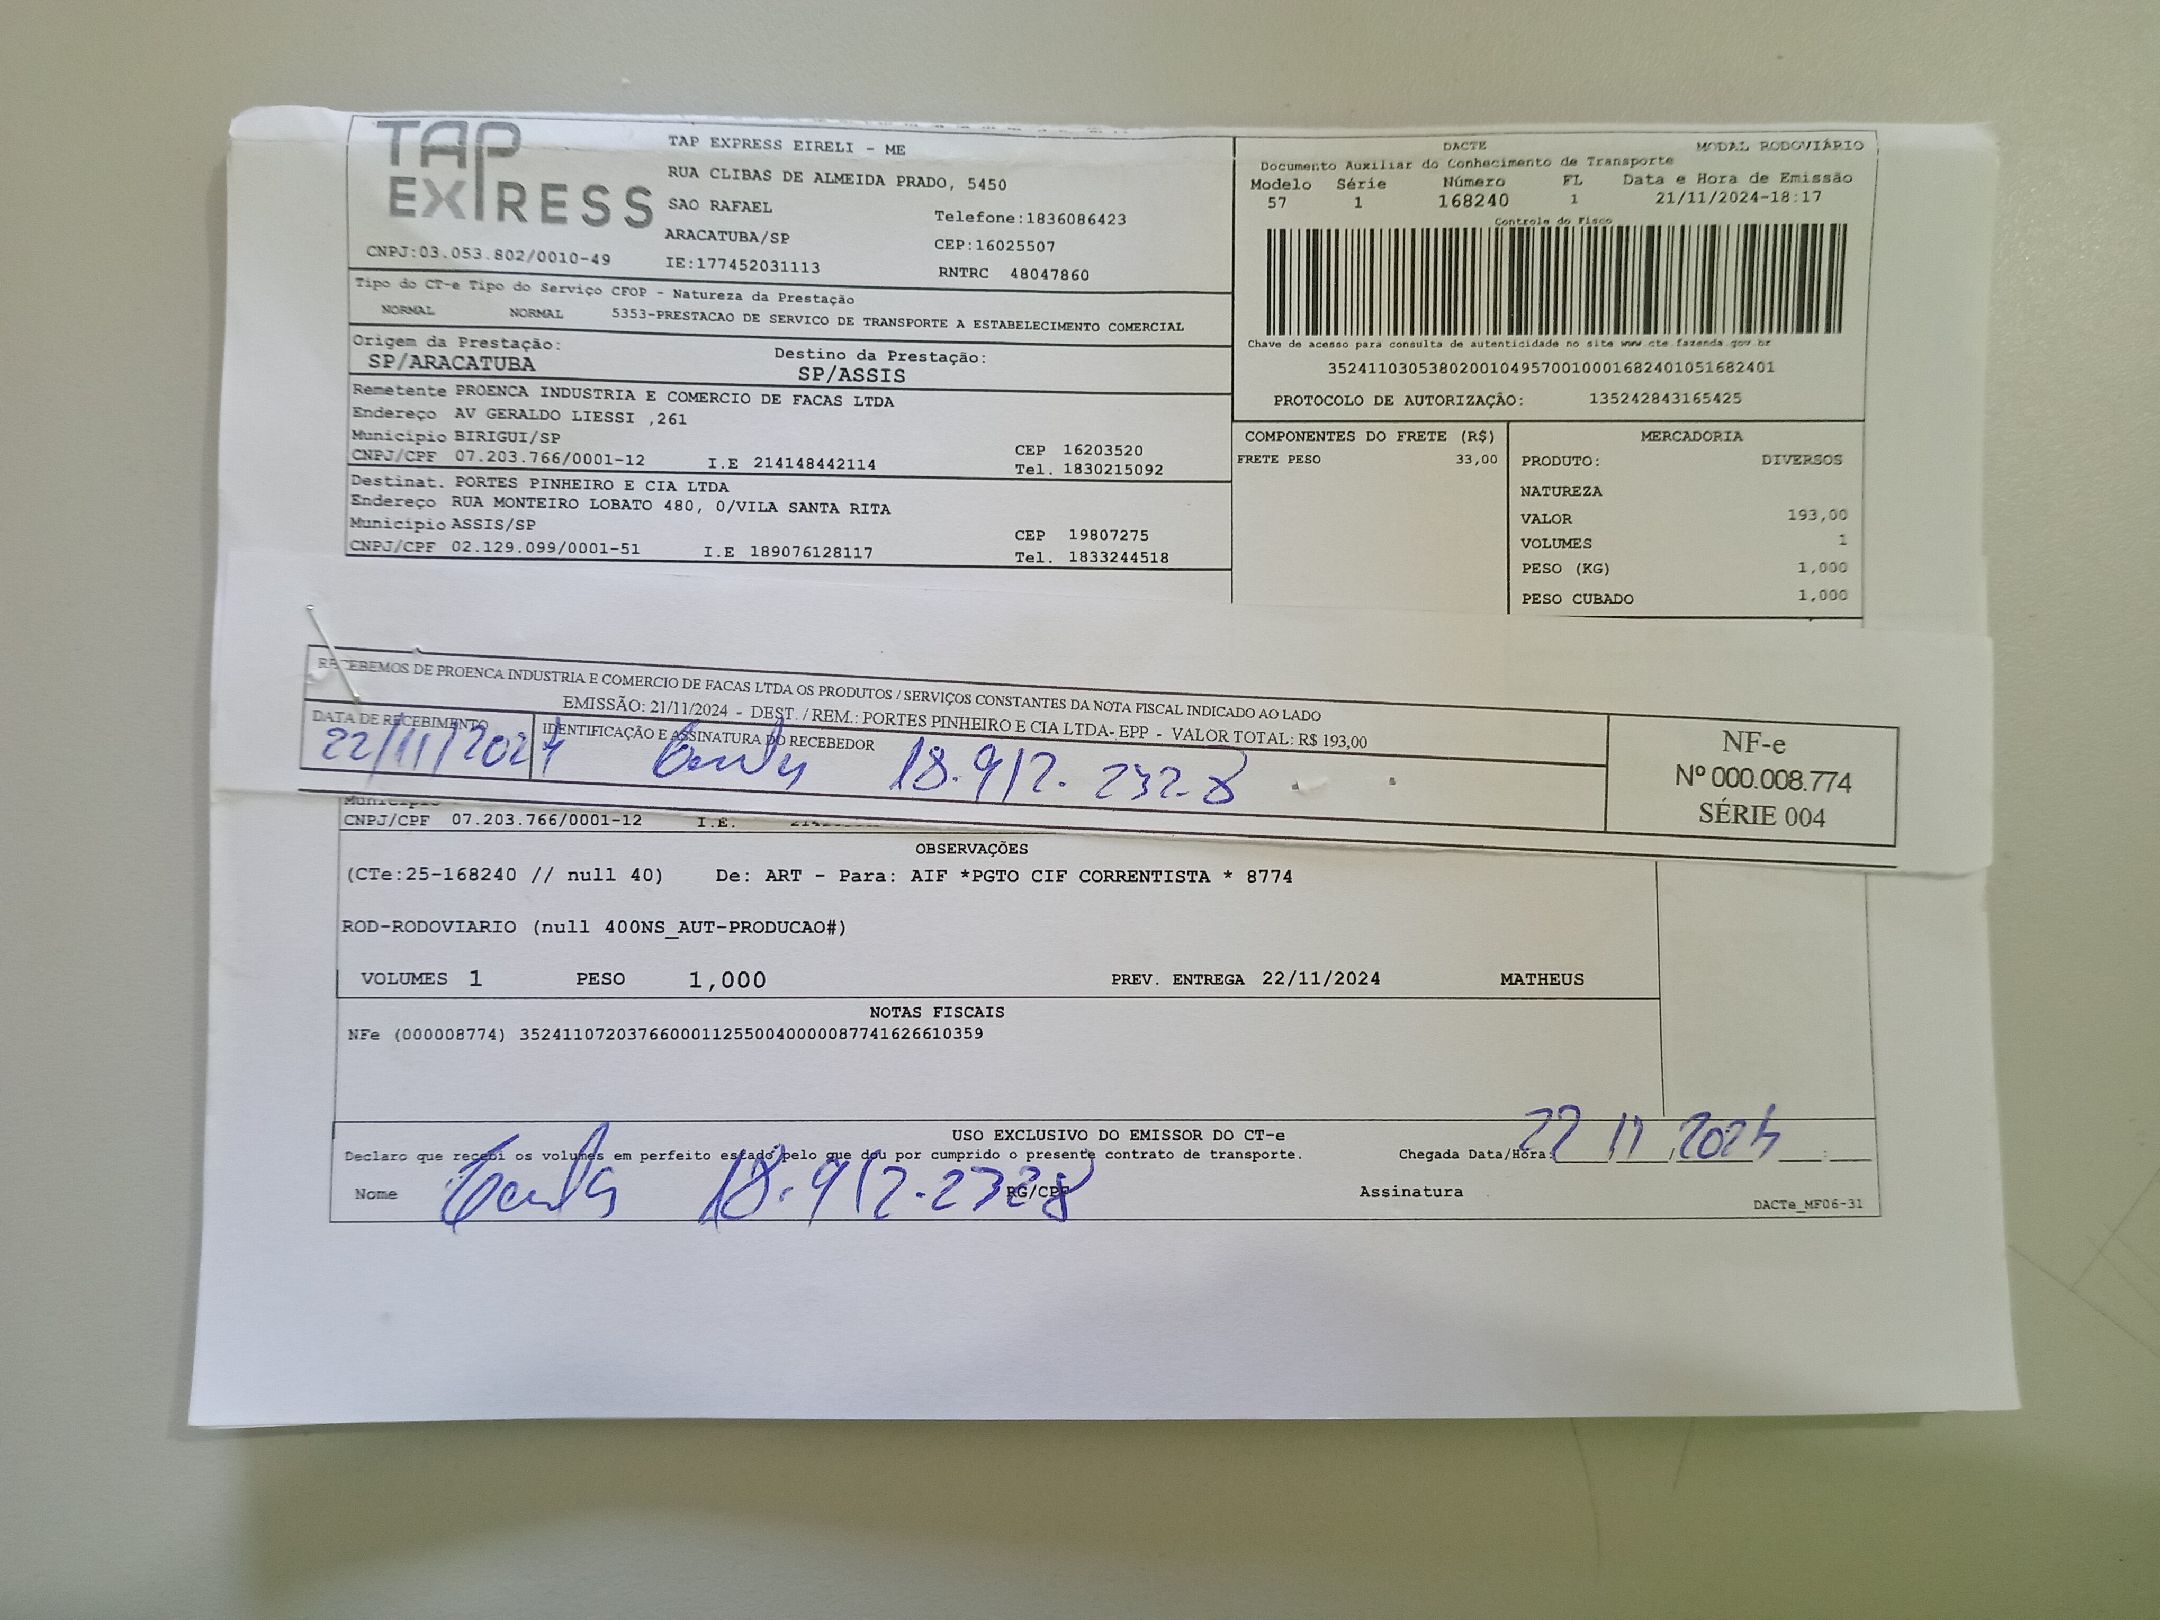 TAP EXPRESS
TAP EXPRESS EIRELI - ME
RUA CLIBAS DE ALMEIDA PRADO, 5450
SAO RAFAEL
Telefone:1836086423
ARACATUBA/SP
CEP:16025507
CNPJ:03.053.802/0010-49
IE:177452031113
RNTRC 48047860
DACTE
MODAL RODOVIÁRIO
Documento Auxiliar do Conhecimento de Transporte
Modelo Série Número FL Data e Hora de Emissão
57 1 168240 1 21/11/2024-18:17
Controle do Fisco
Chave de acesso para consulta de autenticidade no site www.cte.fazenda.gov.br
35241103053802001049570010001682401051682401
PROTOCOLO DE AUTORIZAÇÃO: 135242843165425
Tipo do CT-e Tipo do Serviço CFOP - Natureza da Prestação
NORMAL NORMAL 5353-PRESTACAO DE SERVICO DE TRANSPORTE A ESTABELECIMENTO COMERCIAL
Origem da Prestação: Destino da Prestação:
SP/ARACATUBA SP/ASSIS
Remetente PROENCA INDUSTRIA E COMERCIO DE FACAS LTDA
Endereço AV GERALDO LIESSI ,261
Município BIRIGUI/SP CEP 16203520
CNPJ/CPF 07.203.766/0001-12 I.E 214148442114 Tel. 1830215092
Destinat. PORTES PINHEIRO E CIA LTDA
Endereço RUA MONTEIRO LOBATO 480, 0/VILA SANTA RITA
Município ASSIS/SP CEP 19807275
CNPJ/CPF 02.129.099/0001-51 I.E 189076128117 Tel. 1833244518
COMPONENTES DO FRETE (R$)
FRETE PESO 33,00
MERCADORIA
PRODUTO: DIVERSOS
NATUREZA
VALOR 193,00
VOLUMES 1
PESO (KG) 1,000
PESO CUBADO 1,000
RECEBEMOS DE PROENCA INDUSTRIA E COMERCIO DE FACAS LTDA OS PRODUTOS / SERVIÇOS CONSTANTES DA NOTA FISCAL INDICADO AO LADO
EMISSÃO: 21/11/2024 - DEST. / REM.: PORTES PINHEIRO E CIA LTDA- EPP - VALOR TOTAL: R$ 193,00
DATA DE RECEBIMENTO IDENTIFICAÇÃO E ASSINATURA DO RECEBEDOR
22/11/2024 18.912.232.8
NF-e
Nº 000.008.774
SÉRIE 004
Município
CNPJ/CPF 07.203.766/0001-12 I.E.
OBSERVAÇÕES
(CTe:25-168240 // null 40) De: ART - Para: AIF *PGTO CIF CORRENTISTA * 8774
ROD-RODOVIARIO (null 400NS_AUT-PRODUCAO#)
VOLUMES 1 PESO 1,000 PREV. ENTREGA 22/11/2024 MATHEUS
NOTAS FISCAIS
NFe (000008774) 35241107203766000112550040000087741626610359
USO EXCLUSIVO DO EMISSOR DO CT-e
Declaro que recebi os volumes em perfeito estado pelo que dou por cumprido o presente contrato de transporte. Chegada Data/Hora: 22 11 2024
Nome RG/CPF Assinatura
DACTe_MF06-31